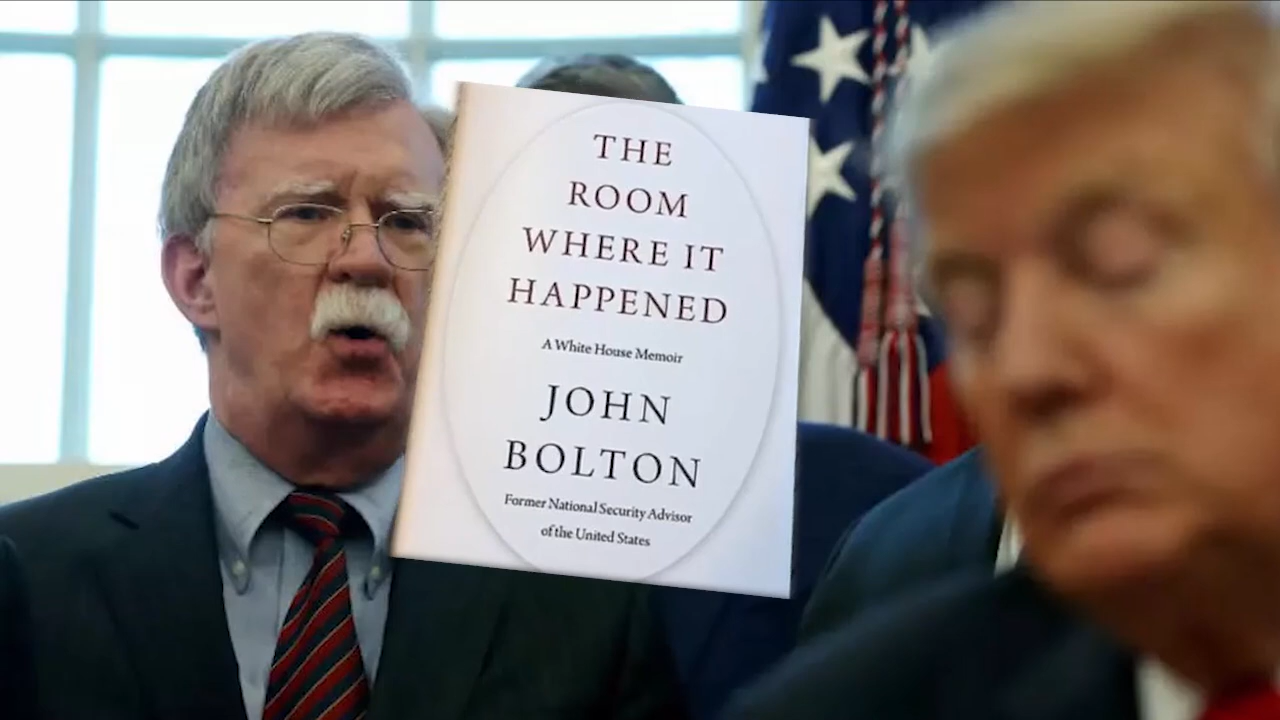 THE
ROOM
WHERE IT
HAPPENED
A White House Memoir
JOHN
BOLTON
Former National Security Advisor
of the United States